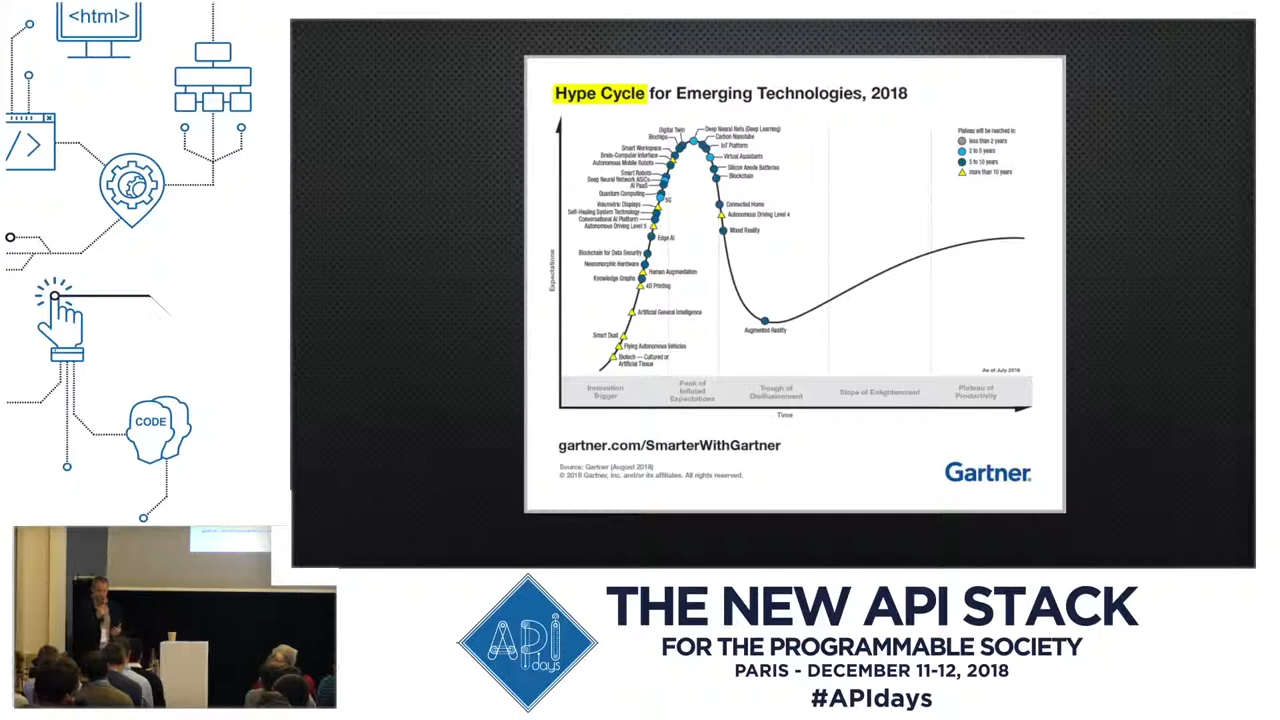 <html>
</>
CODE
Hype Cycle for Emerging Technologies, 2018
Expectations
Digital Twin
Biochips
Smart Workspace
Brain-Computer Interface
Autonomous Mobile Robots
Smart Robots
Deep Neural Network ASICs
AI PaaS
Quantum Computing
5G
Volumetric Displays
Self-Healing System Technology
Conversational AI Platform
Autonomous Driving Level 5
Edge AI
Blockchain for Data Security
Neuromorphic Hardware
Human Augmentation
Knowledge Graphs
4D Printing
Artificial General Intelligence
Smart Dust
Flying Autonomous Vehicles
Biotech — Cultured or
Artificial Tissue
Deep Neural Nets (Deep Learning)
Carbon Nanotube
IoT Platform
Virtual Assistants
Silicon Anode Batteries
Blockchain
Connected Home
Autonomous Driving Level 4
Mixed Reality
Augmented Reality
Plateau will be reached in:
less than 2 years
2 to 5 years
5 to 10 years
more than 10 years
As of July 2018
Innovation
Trigger
Peak of
Inflated
Expectations
Trough of
Disillusionment
Slope of Enlightenment
Plateau of
Productivity
Time
gartner.com/SmarterWithGartner
Source: Gartner (August 2018)
© 2018 Gartner, Inc. and/or its affiliates. All rights reserved.
Gartner.
API
days
THE NEW API STACK
FOR THE PROGRAMMABLE SOCIETY
PARIS - DECEMBER 11-12, 2018
#APIdays